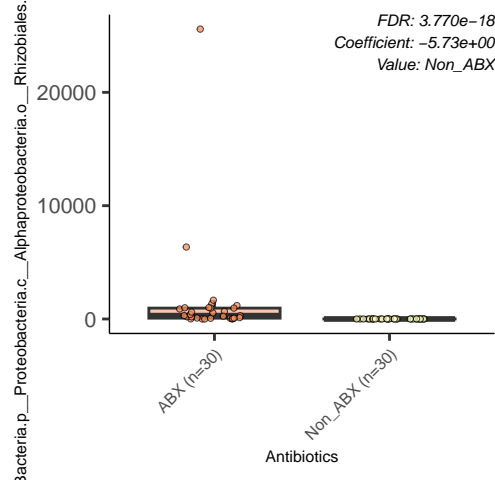 FDR: 3.770e−18
Coefficient: −5.73e+00
Value: Non_ABX
Bacteria.p__Proteobacteria.c__Alphaproteobacteria.o__Rhizobiales.
20000
10000
0
ABX (n=30)
Non_ABX (n=30)
Antibiotics